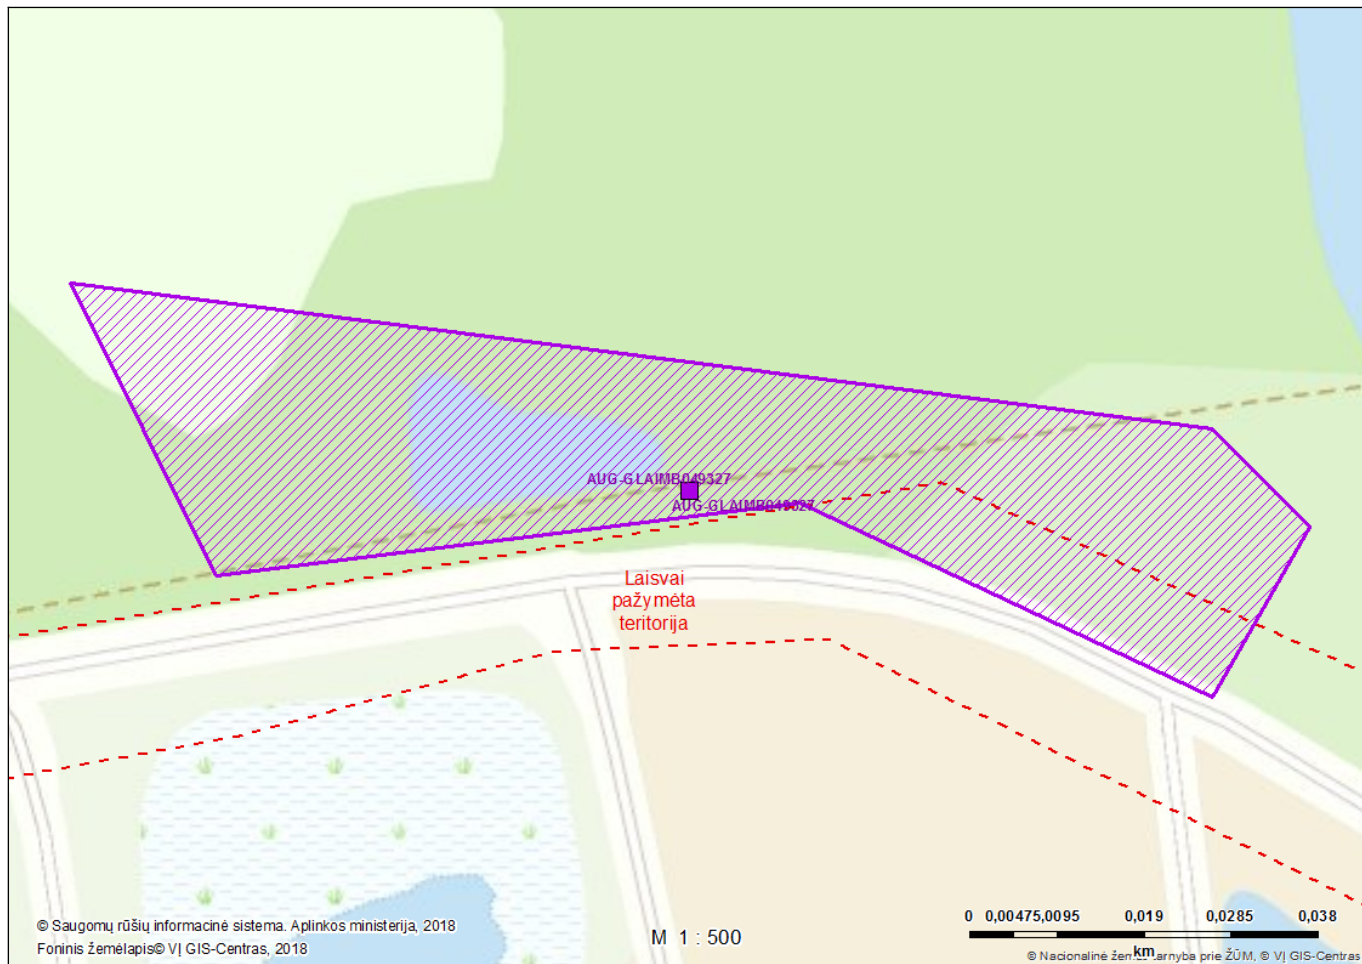 AUG-GLAIMB049327
AUG-GLAIMB049327
Laisvai
pažymėta
teritorija
© Saugomų rūšių informacinė sistema. Aplinkos ministerija, 2018
Foninis žemėlapis© VĮ GIS-Centras, 2018
M 1 : 500
0 0,00475,0095 0,019 0,0285 0,038
km
© Nacionalinė prie ŽŪM, © VĮ GIS-Centras